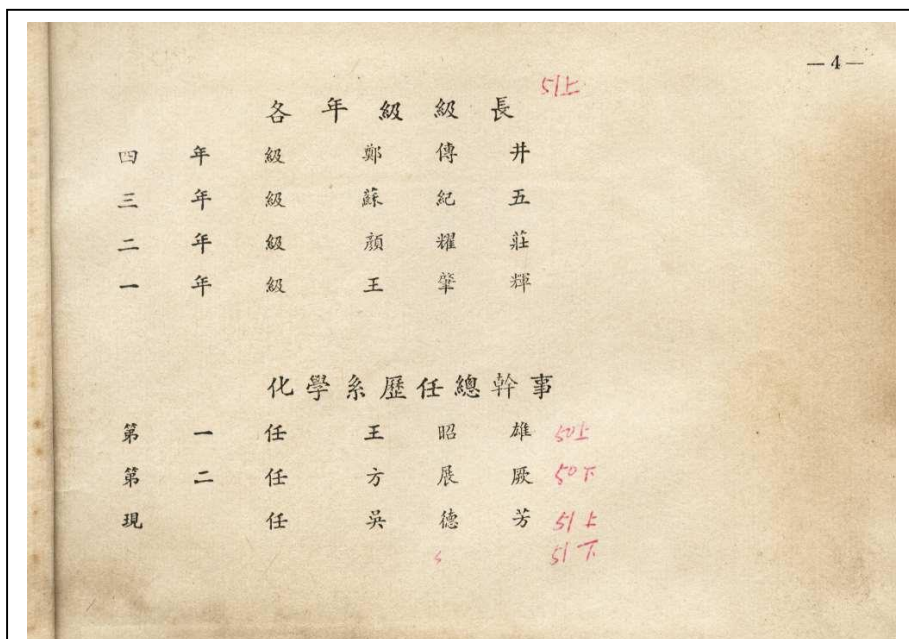 —4—
各年級級長 51上
四年級 鄭傳井
三年級 蘇紀五
二年級 顏耀莊
一年級 王肇輝
化學系歷任總幹事
第一任 王昭雄 50上
第二任 方展厥 50下
現任 吳德芳 51上
51下